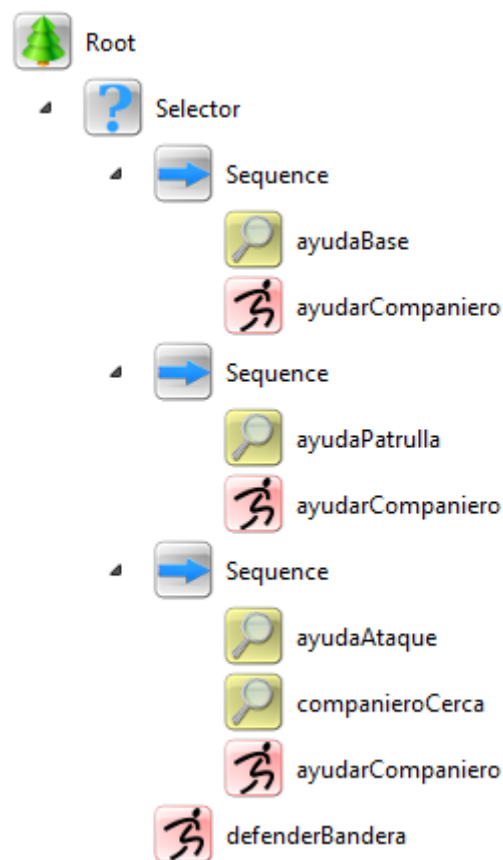 Root
Selector
Sequence
ayudaBase
ayudarCompaniero
Sequence
ayudaPatrulla
ayudarCompaniero
Sequence
ayudaAtaque
companieroCerca
ayudarCompaniero
defenderBandera